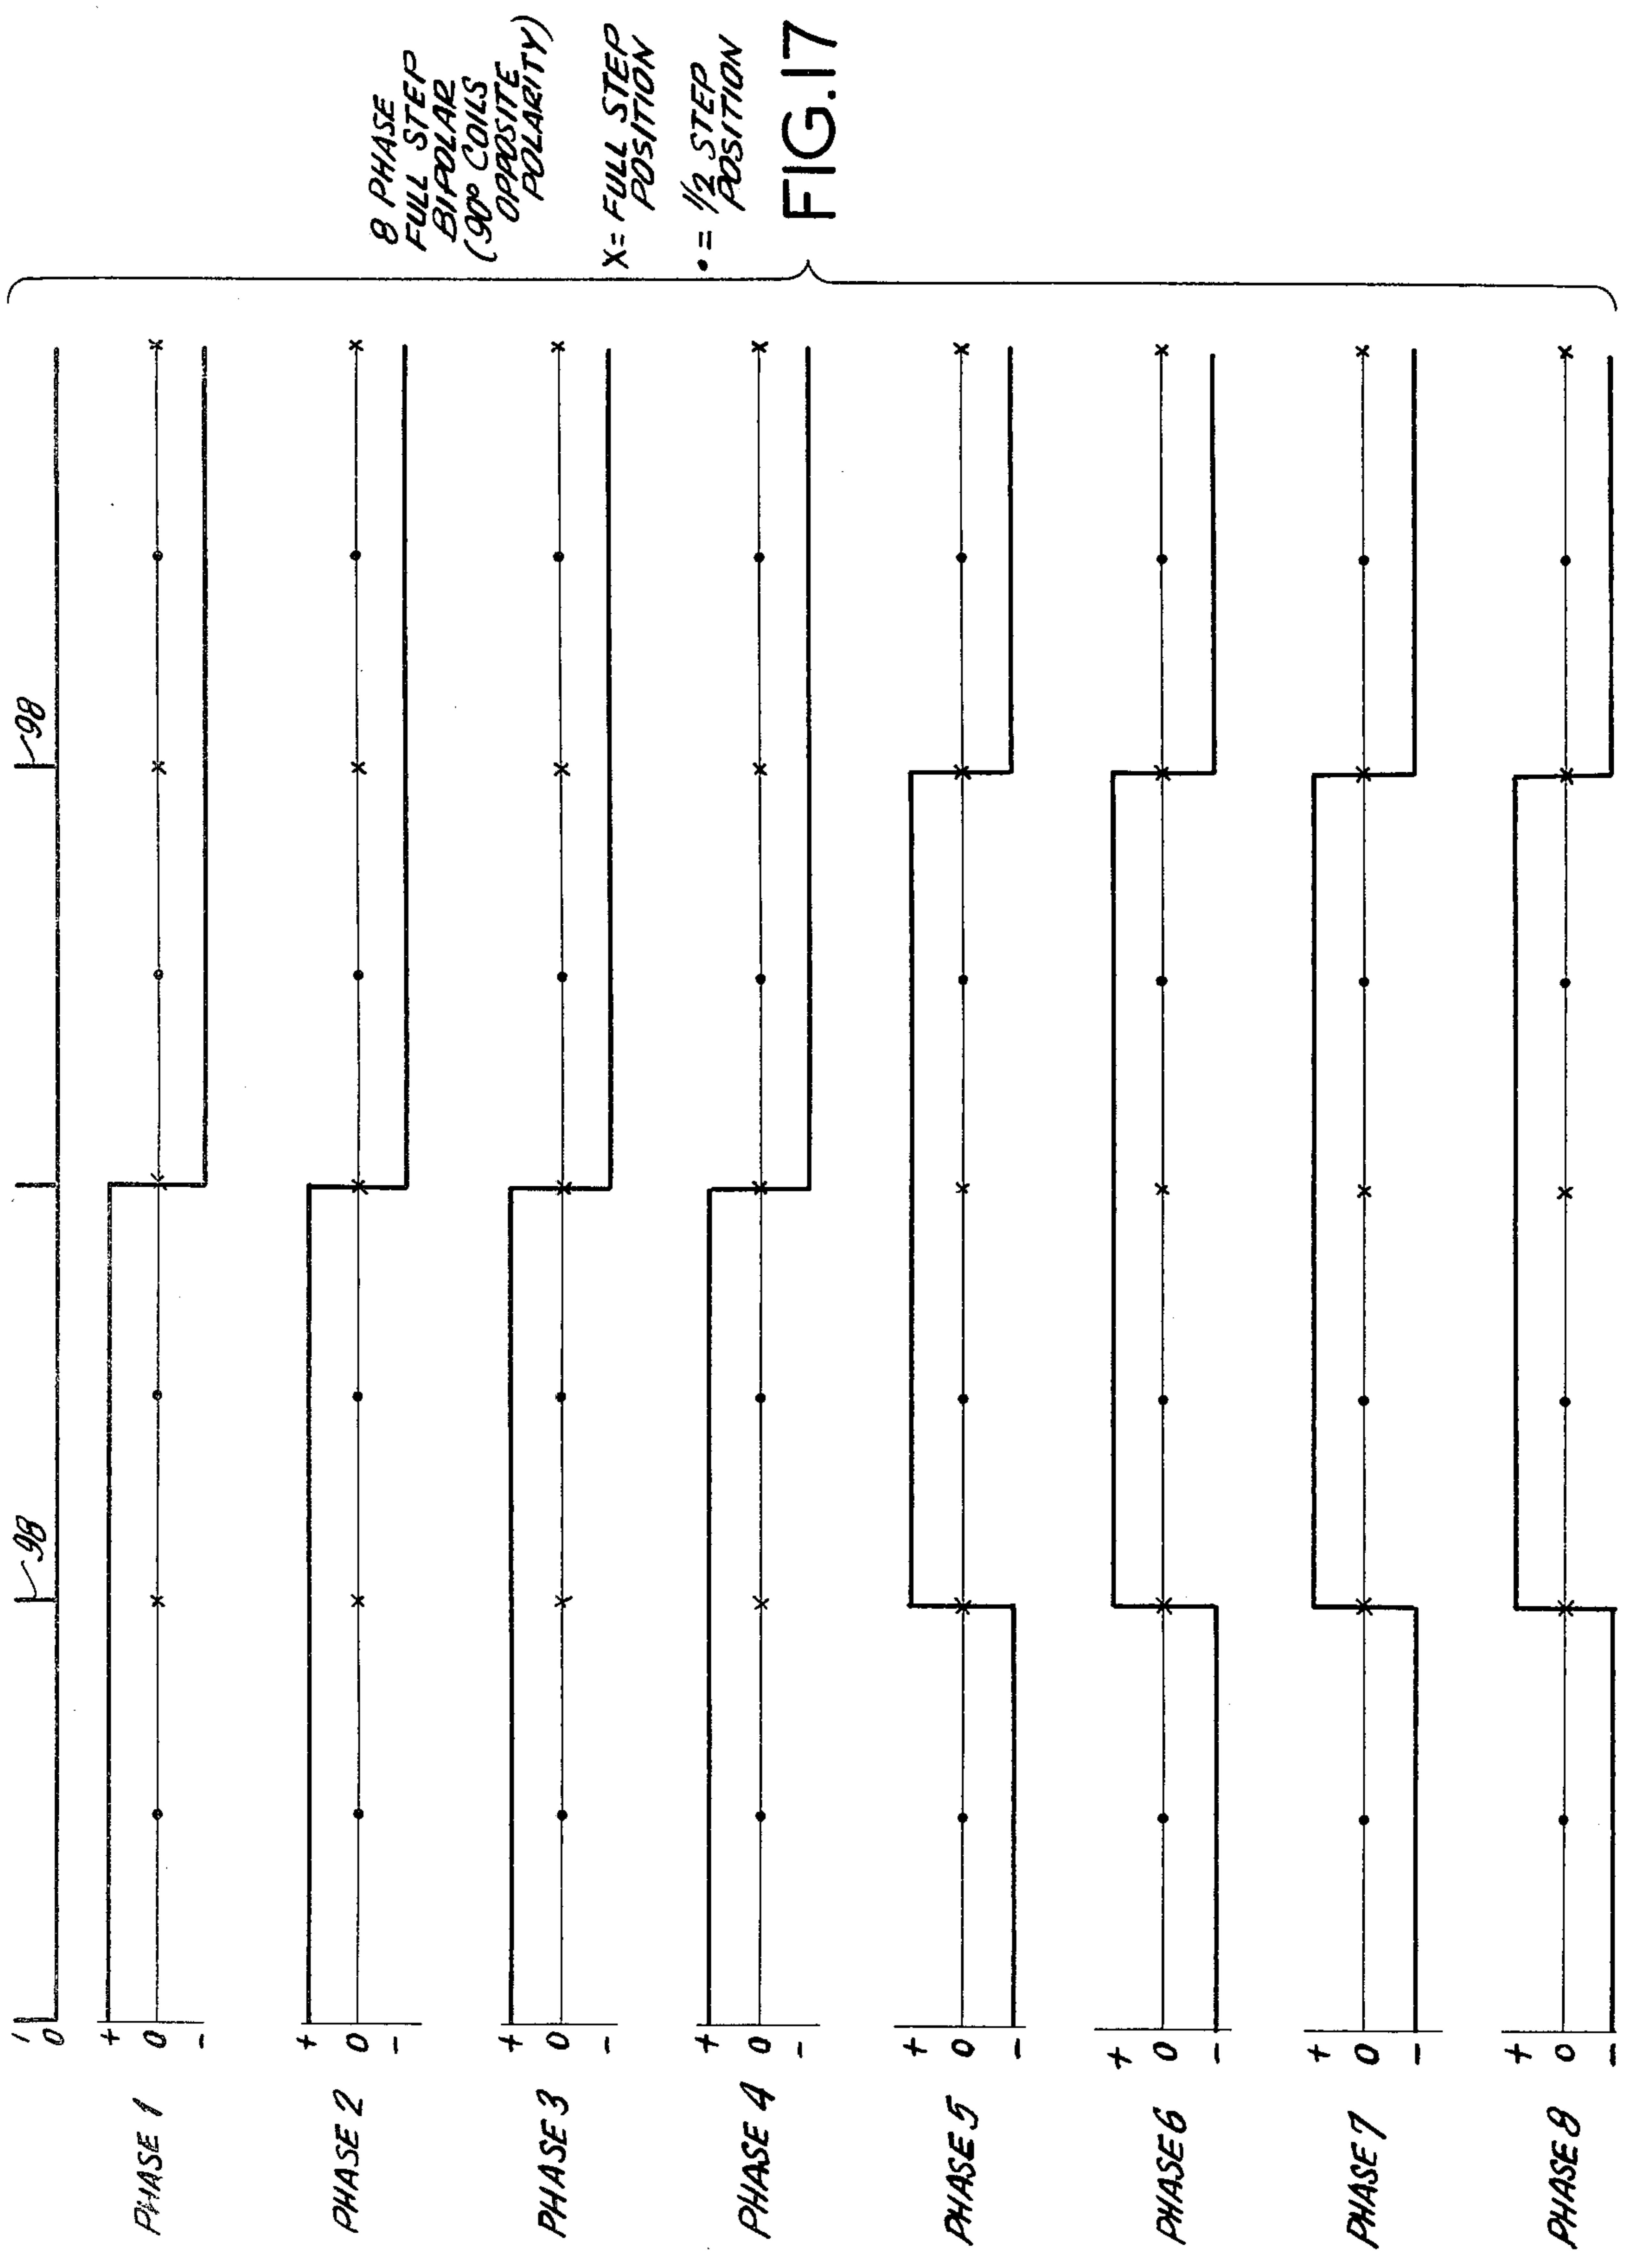 98
98
1
0
PHASE 1
+
0
-
PHASE 2
+
0
-
PHASE 3
+
0
-
PHASE 4
+
0
-
PHASE 5
+
0
-
PHASE 6
+
0
-
PHASE 7
+
0
-
PHASE 8
+
0
-
8 PHASE
FULL STEP
BIPOLAR
(90° COILS
OPPOSITE
POLARITY)
X = FULL STEP
POSITION
• = 1/2 STEP
POSITION
FIG.17